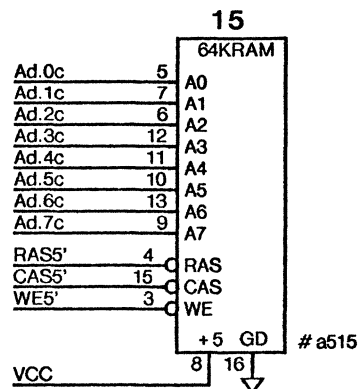 15
64KRAM
Ad.0c 5 A0
Ad.1c 7 A1
Ad.2c 6 A2
Ad.3c 12 A3
Ad.4c 11 A4
Ad.5c 10 A5
Ad.6c 13 A6
Ad.7c 9 A7
RAS5' 4 RAS
CAS5' 15 CAS
WE5' 3 WE
+5 GD # a515
VCC 8 16